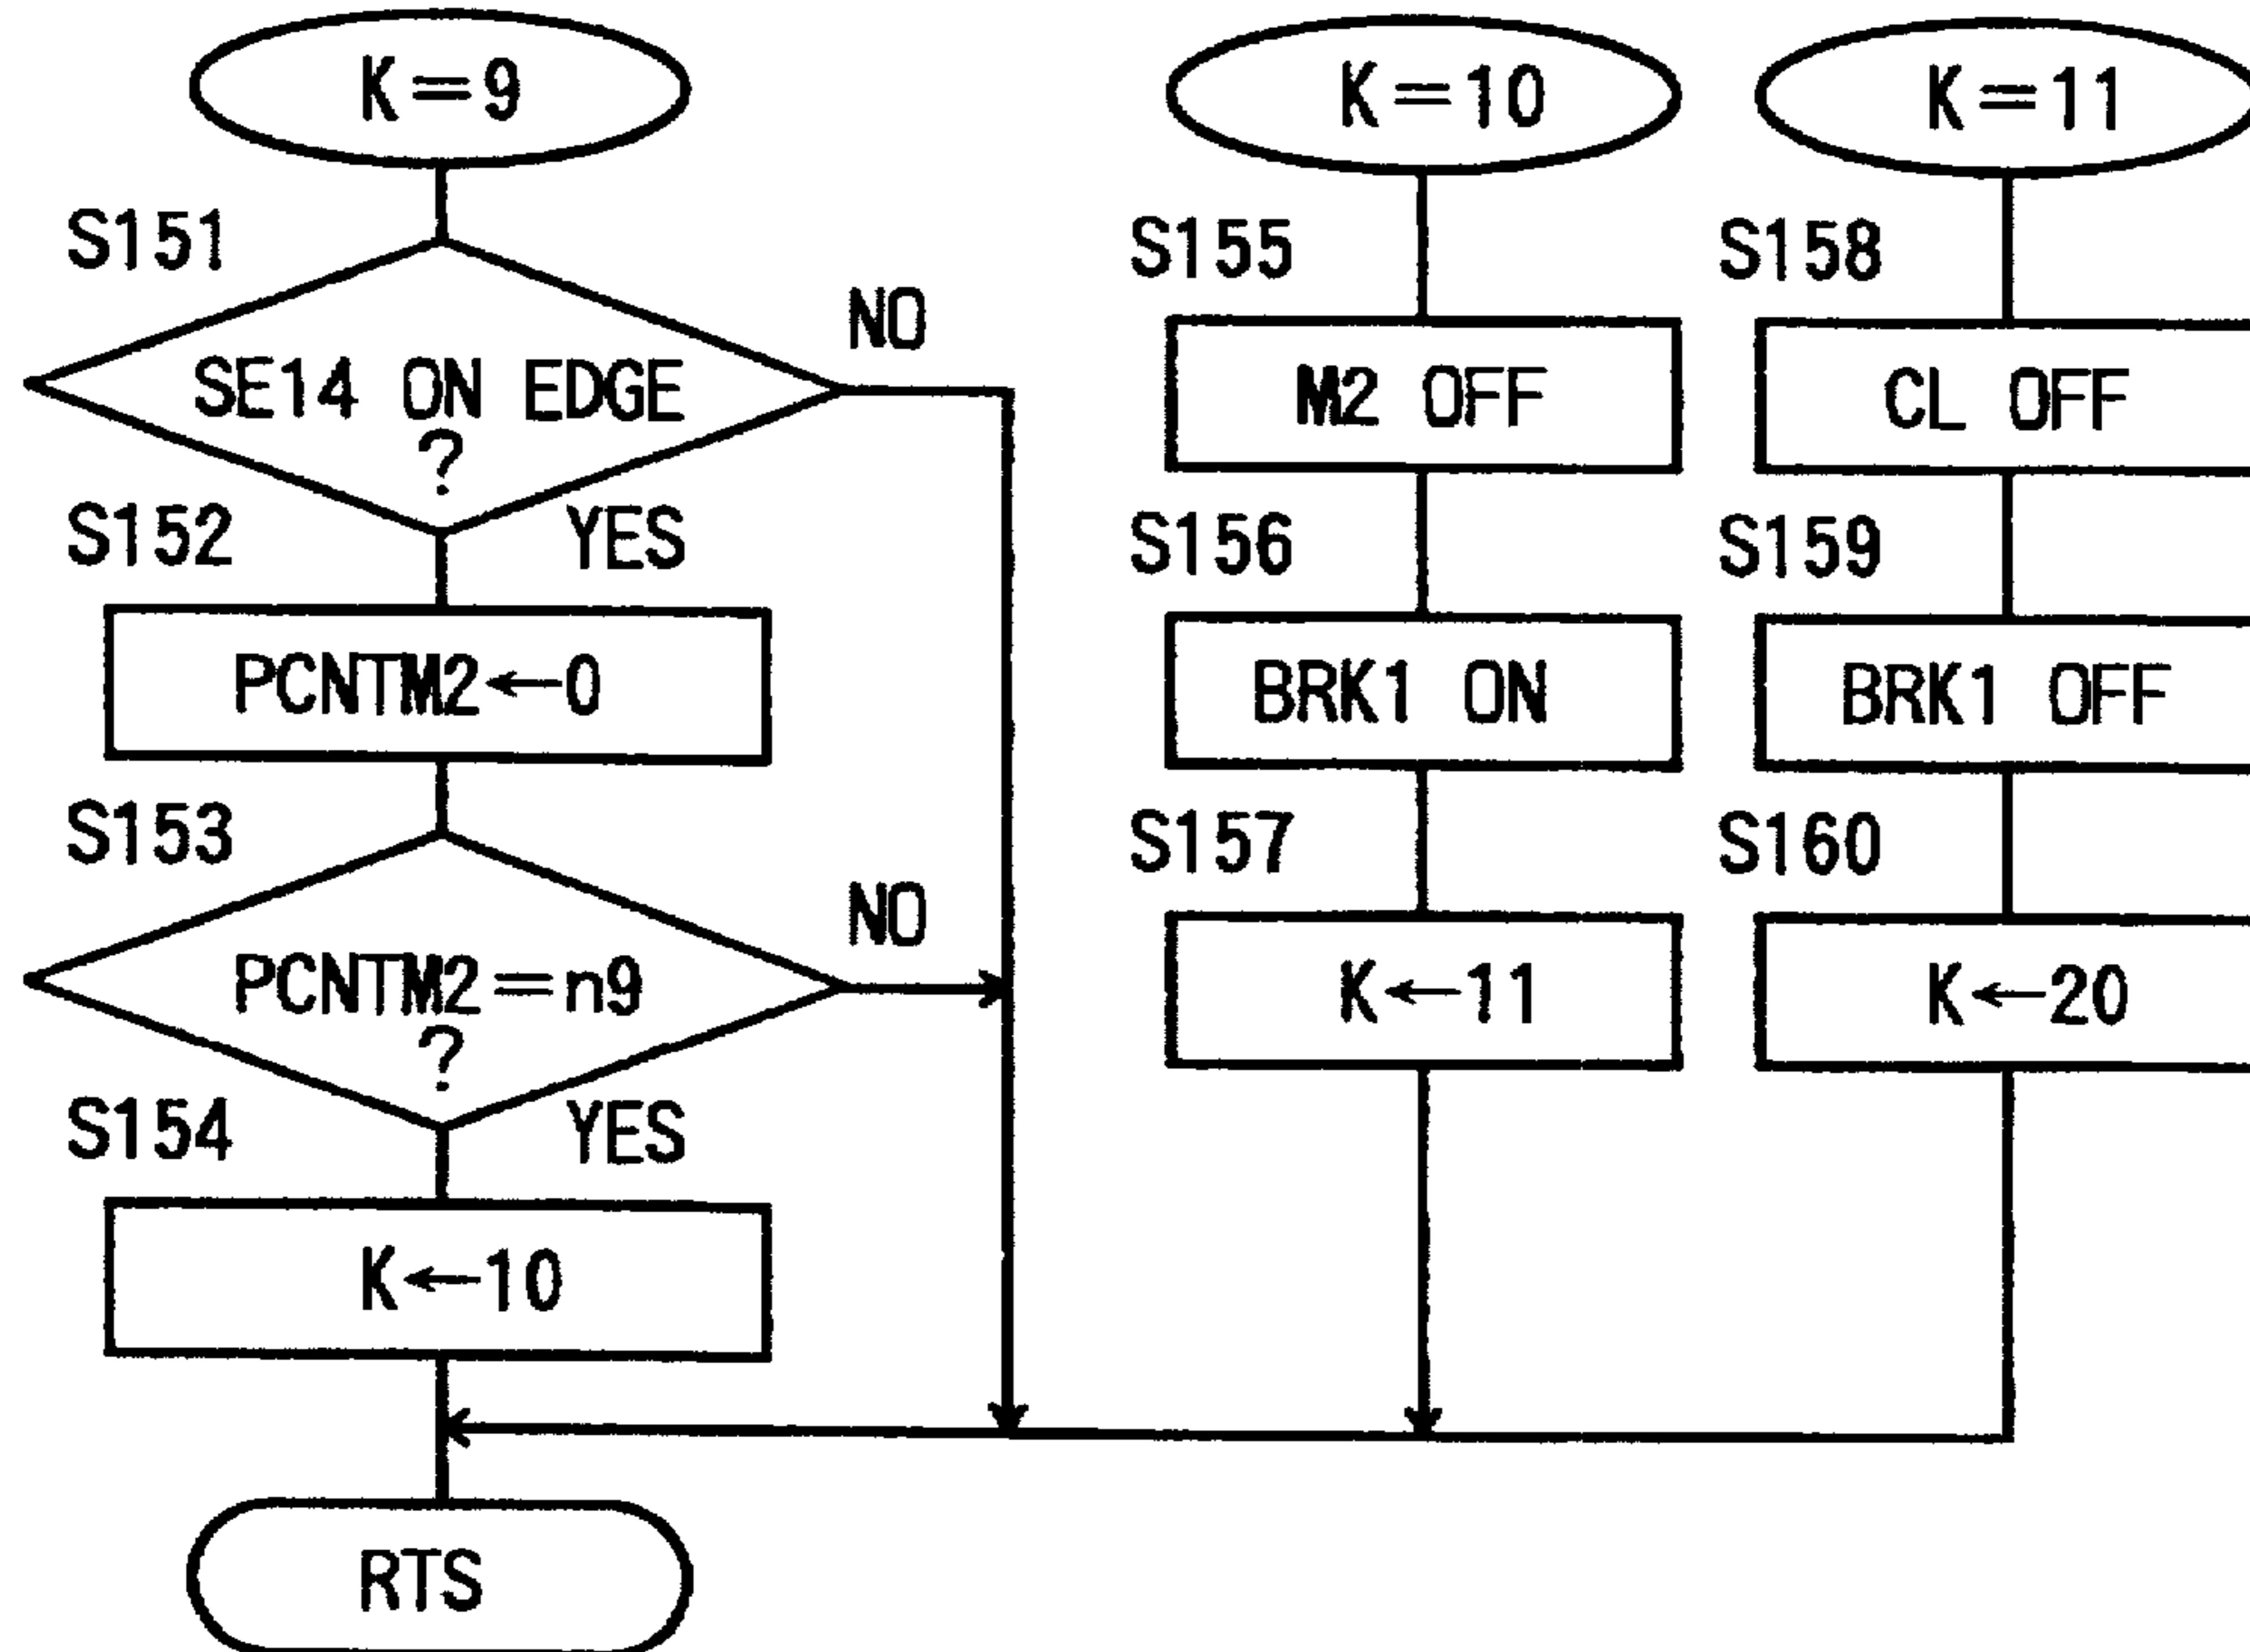 K=9
S151
SE14 ON EDGE
?
NO
YES
S152
PCNTM2←0
S153
PCNTM2=n9
?
NO
YES
S154
K←10
RTS
K=10
S155
M2 OFF
S156
BRK1 ON
S157
K←11
K=11
S158
CL OFF
S159
BRK1 OFF
S160
K←20